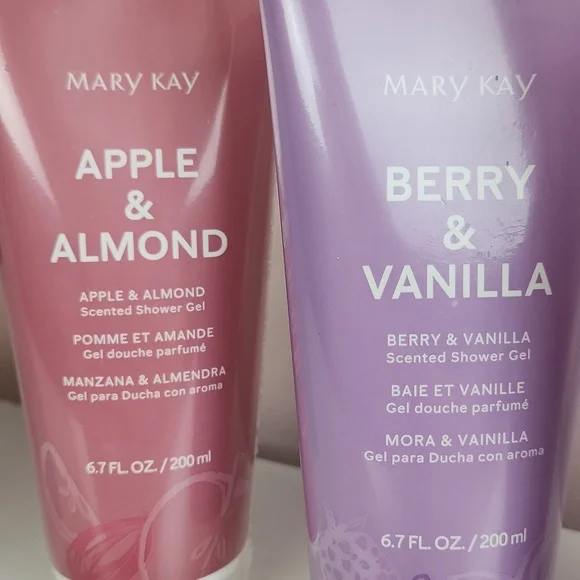 MARY KAY
APPLE
&
ALMOND
APPLE & ALMOND
Scented Shower Gel
POMME ET AMANDE
Gel douche parfumé
MANZANA & ALMENDRA
Gel para Ducha con aroma
6.7 FL. OZ. / 200 ml
MARY KAY
BERRY
&
VANILLA
BERRY & VANILLA
Scented Shower Gel
BAIE ET VANILLE
Gel douche parfumé
MORA & VAINILLA
Gel para Ducha con aroma
6.7 FL. OZ. / 200 ml